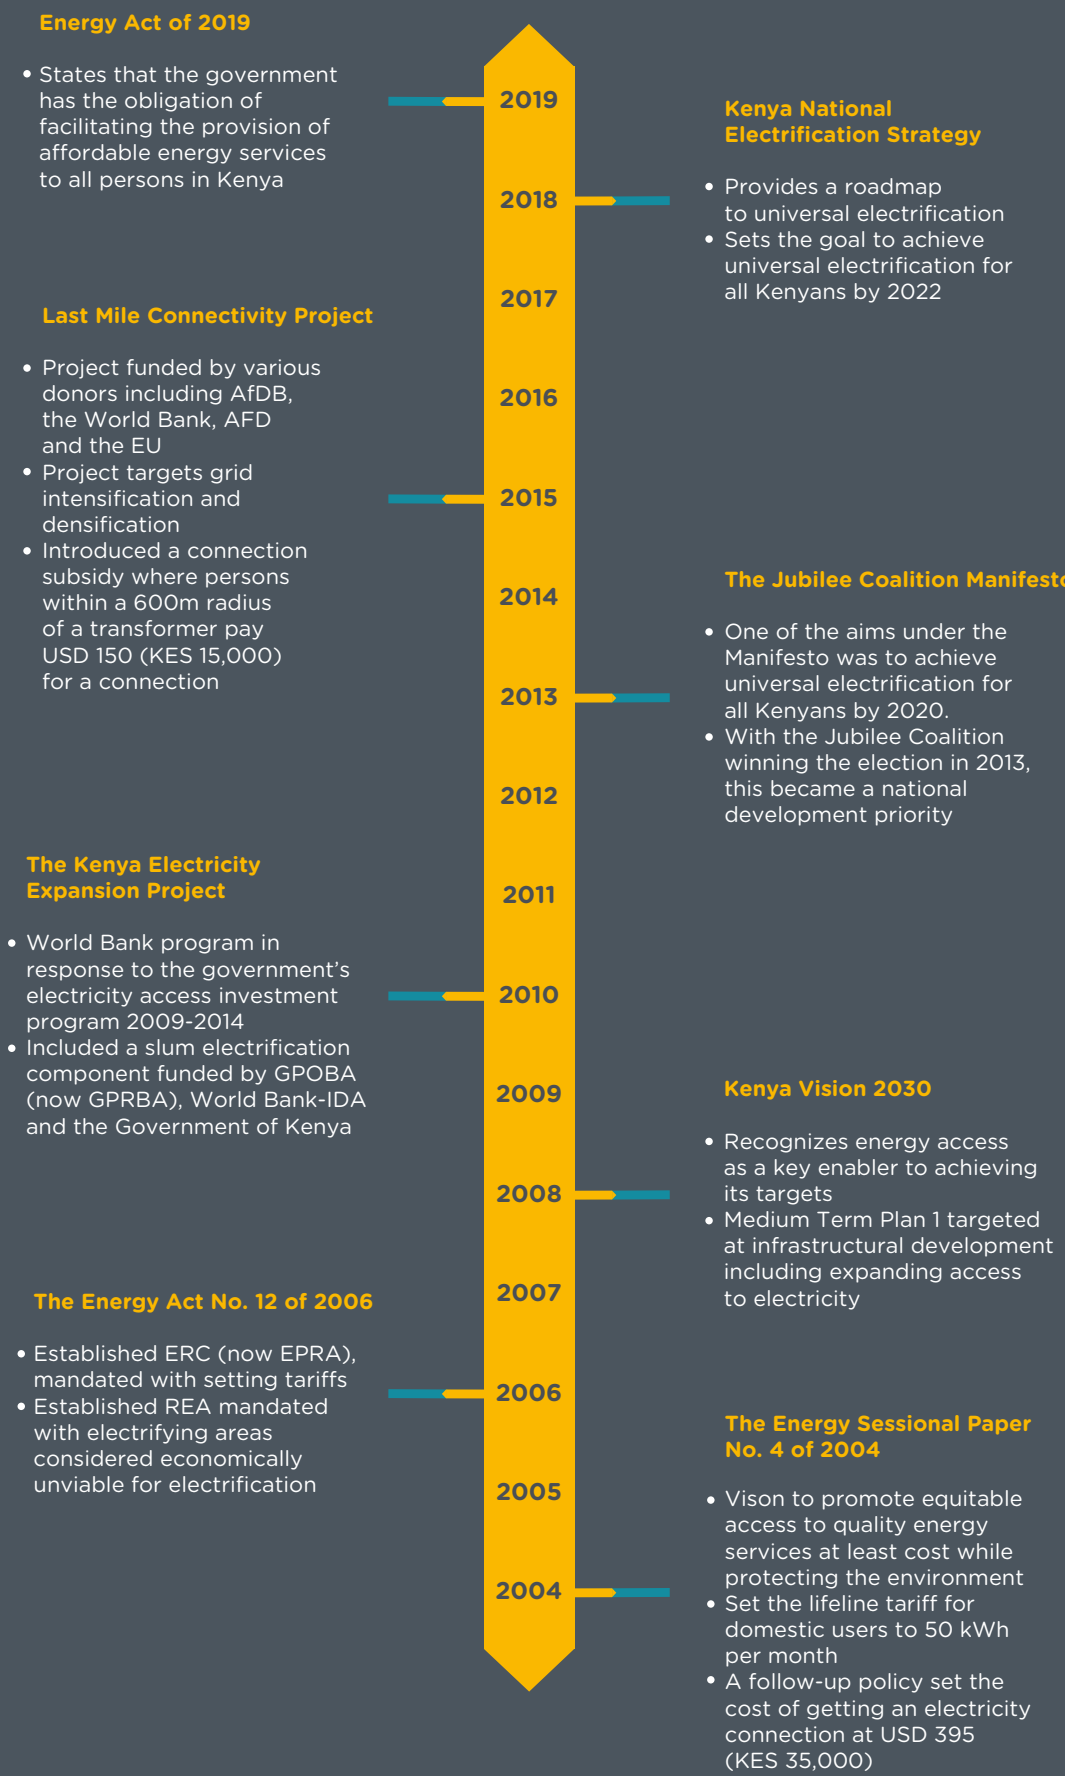 Energy Act of 2019
• States that the government
has the obligation of
facilitating the provision of
affordable energy services
to all persons in Kenya
2019
Kenya National
Electrification Strategy
• Provides a roadmap
to universal electrification
• Sets the goal to achieve
universal electrification for
all Kenyans by 2022
2018
2017
Last Mile Connectivity Project
• Project funded by various
donors including AfDB,
the World Bank, AFD
and the EU
• Project targets grid
intensification and
densification
• Introduced a connection
subsidy where persons
within a 600m radius
of a transformer pay
USD 150 (KES 15,000)
for a connection
2016
2015
2014
The Jubilee Coalition Manifesto
• One of the aims under the
Manifesto was to achieve
universal electrification for
all Kenyans by 2020.
• With the Jubilee Coalition
winning the election in 2013,
this became a national
development priority
2013
2012
2011
The Kenya Electricity
Expansion Project
• World Bank program in
response to the government's
electricity access investment
program 2009-2014
• Included a slum electrification
component funded by GPOBA
(now GPRBA), World Bank-IDA
and the Government of Kenya
2010
2009
Kenya Vision 2030
• Recognizes energy access
as a key enabler to achieving
its targets
• Medium Term Plan 1 targeted
at infrastructural development
including expanding access
to electricity
2008
2007
The Energy Act No. 12 of 2006
• Established ERC (now EPRA),
mandated with setting tariffs
• Established REA mandated
with electrifying areas
considered economically
unviable for electrification
2006
2005
The Energy Sessional Paper
No. 4 of 2004
• Vison to promote equitable
access to quality energy
services at least cost while
protecting the environment
• Set the lifeline tariff for
domestic users to 50 kWh
per month
• A follow-up policy set the
cost of getting an electricity
connection at USD 395
(KES 35,000)
2004